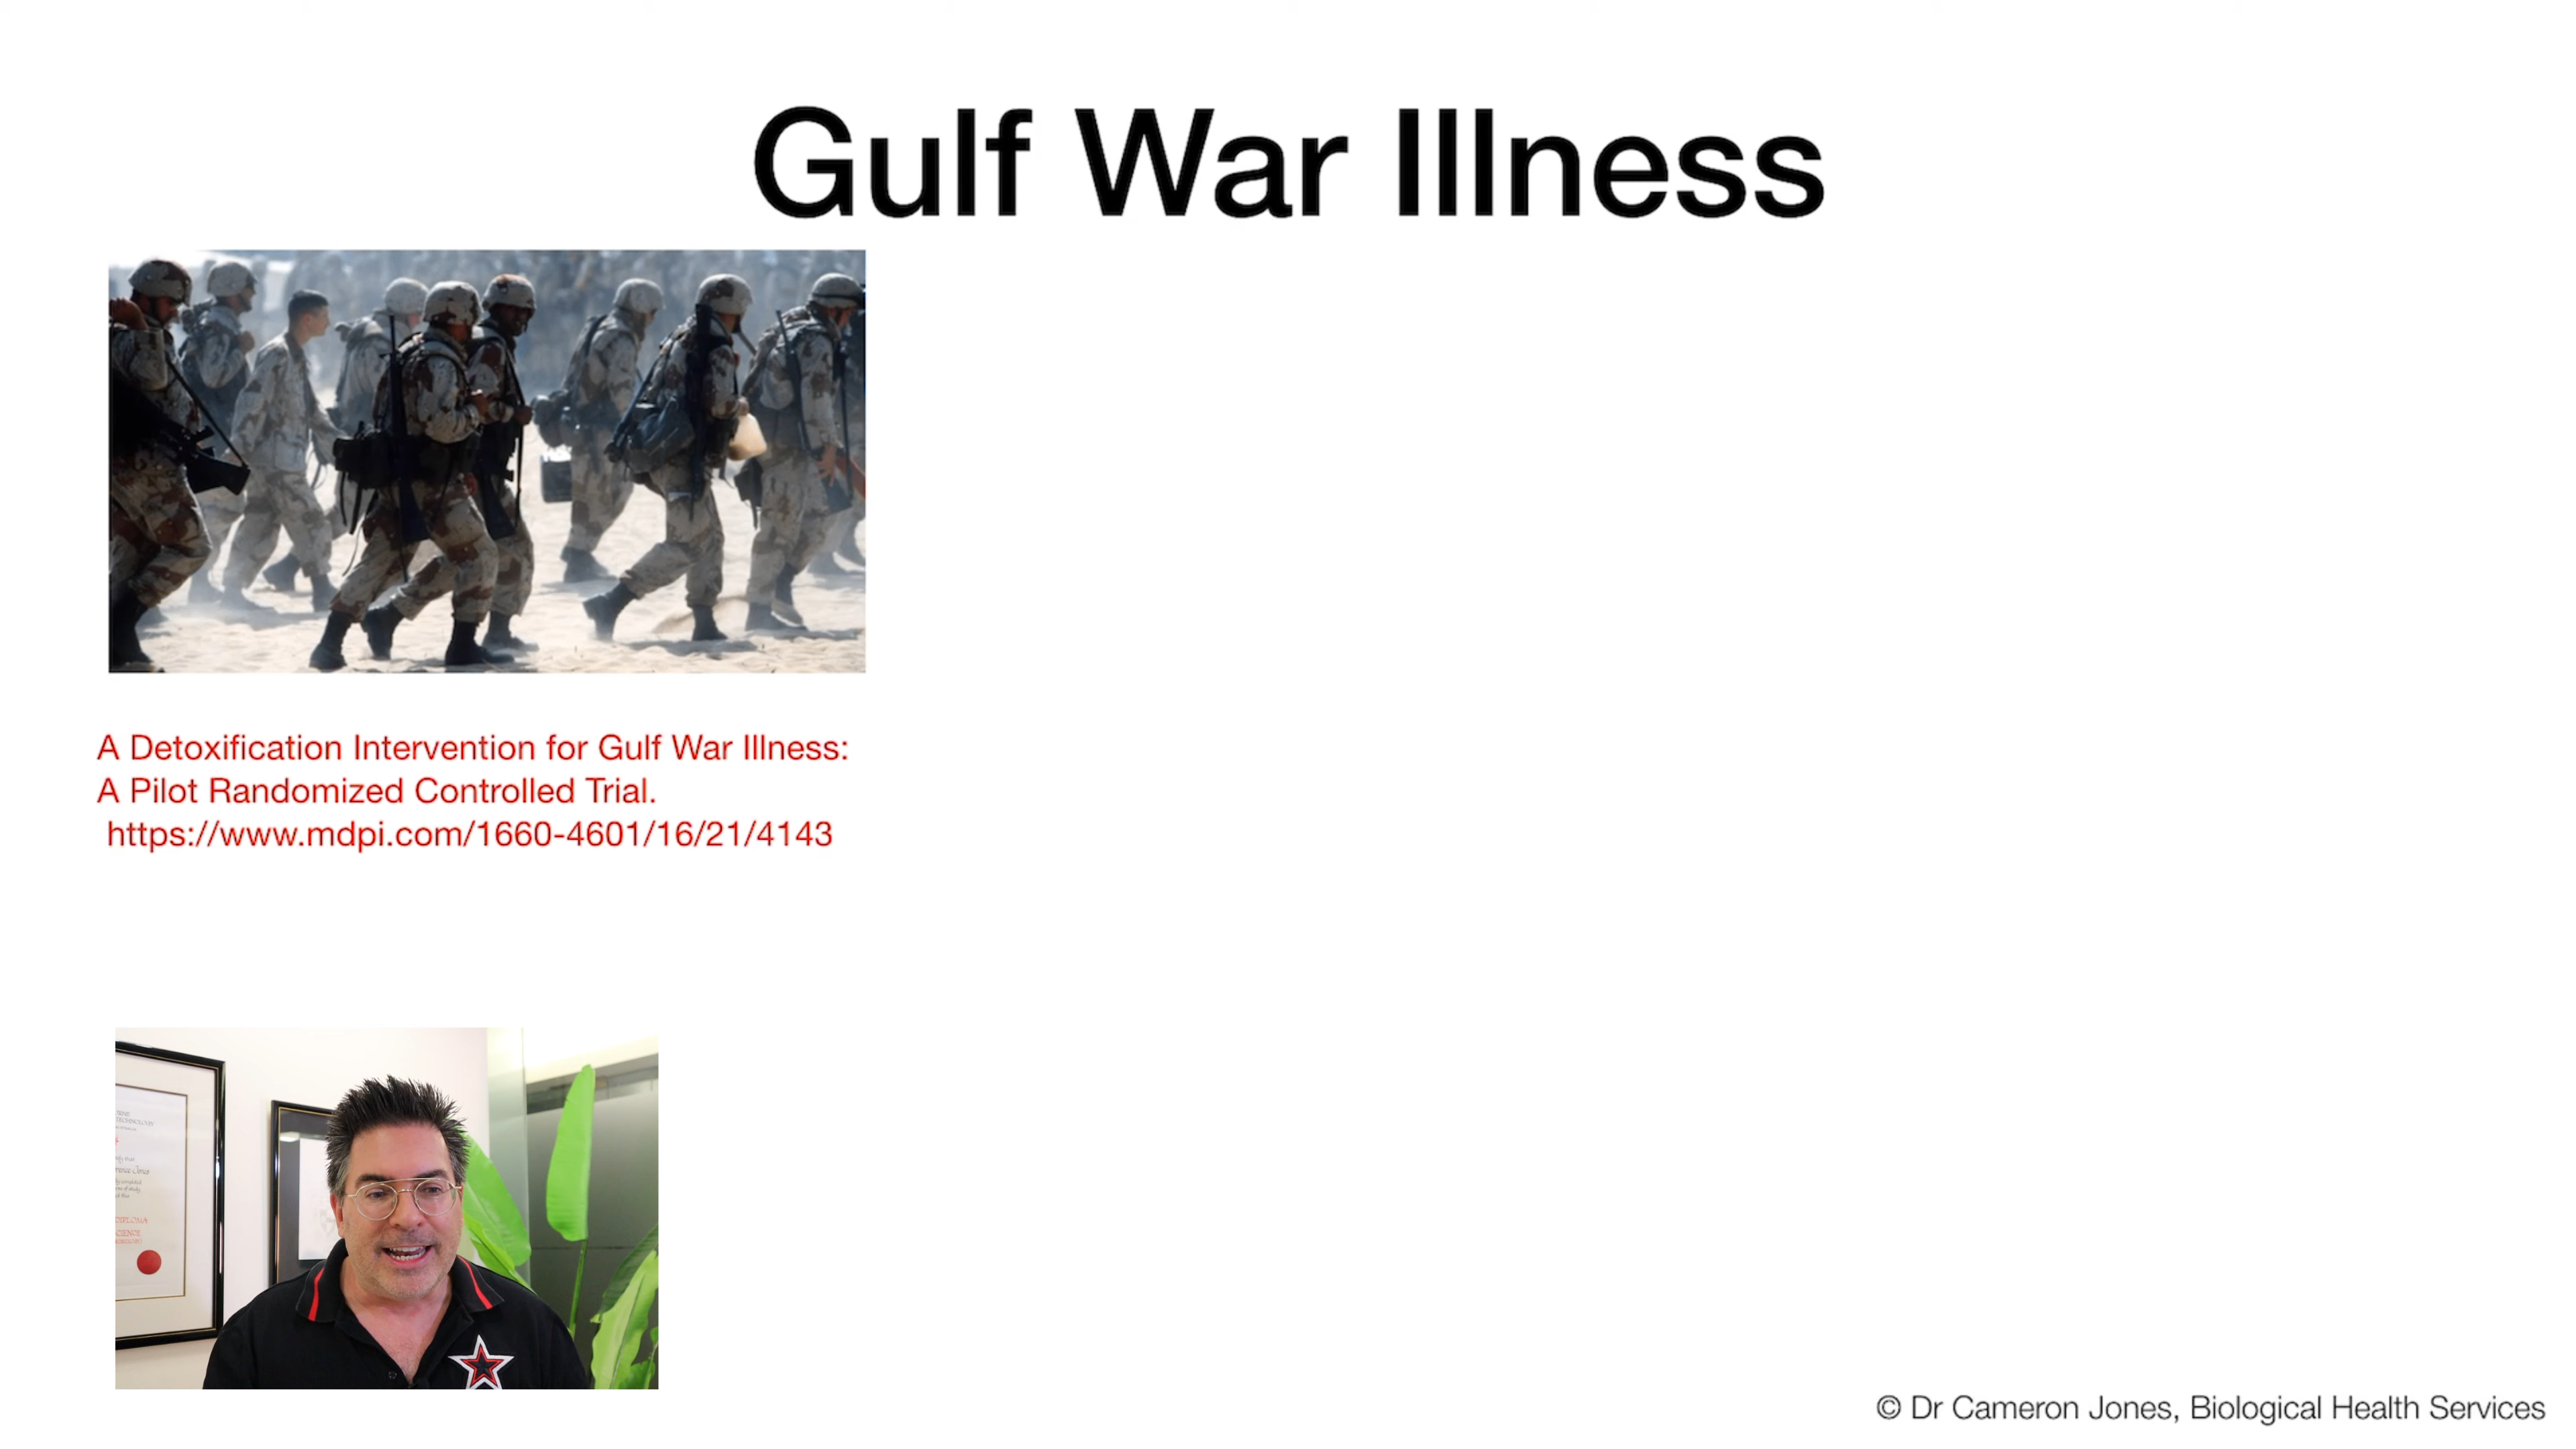 Gulf War Illness
A Detoxification Intervention for Gulf War Illness:
A Pilot Randomized Controlled Trial.
https://www.mdpi.com/1660-4601/16/21/4143
© Dr Cameron Jones, Biological Health Services